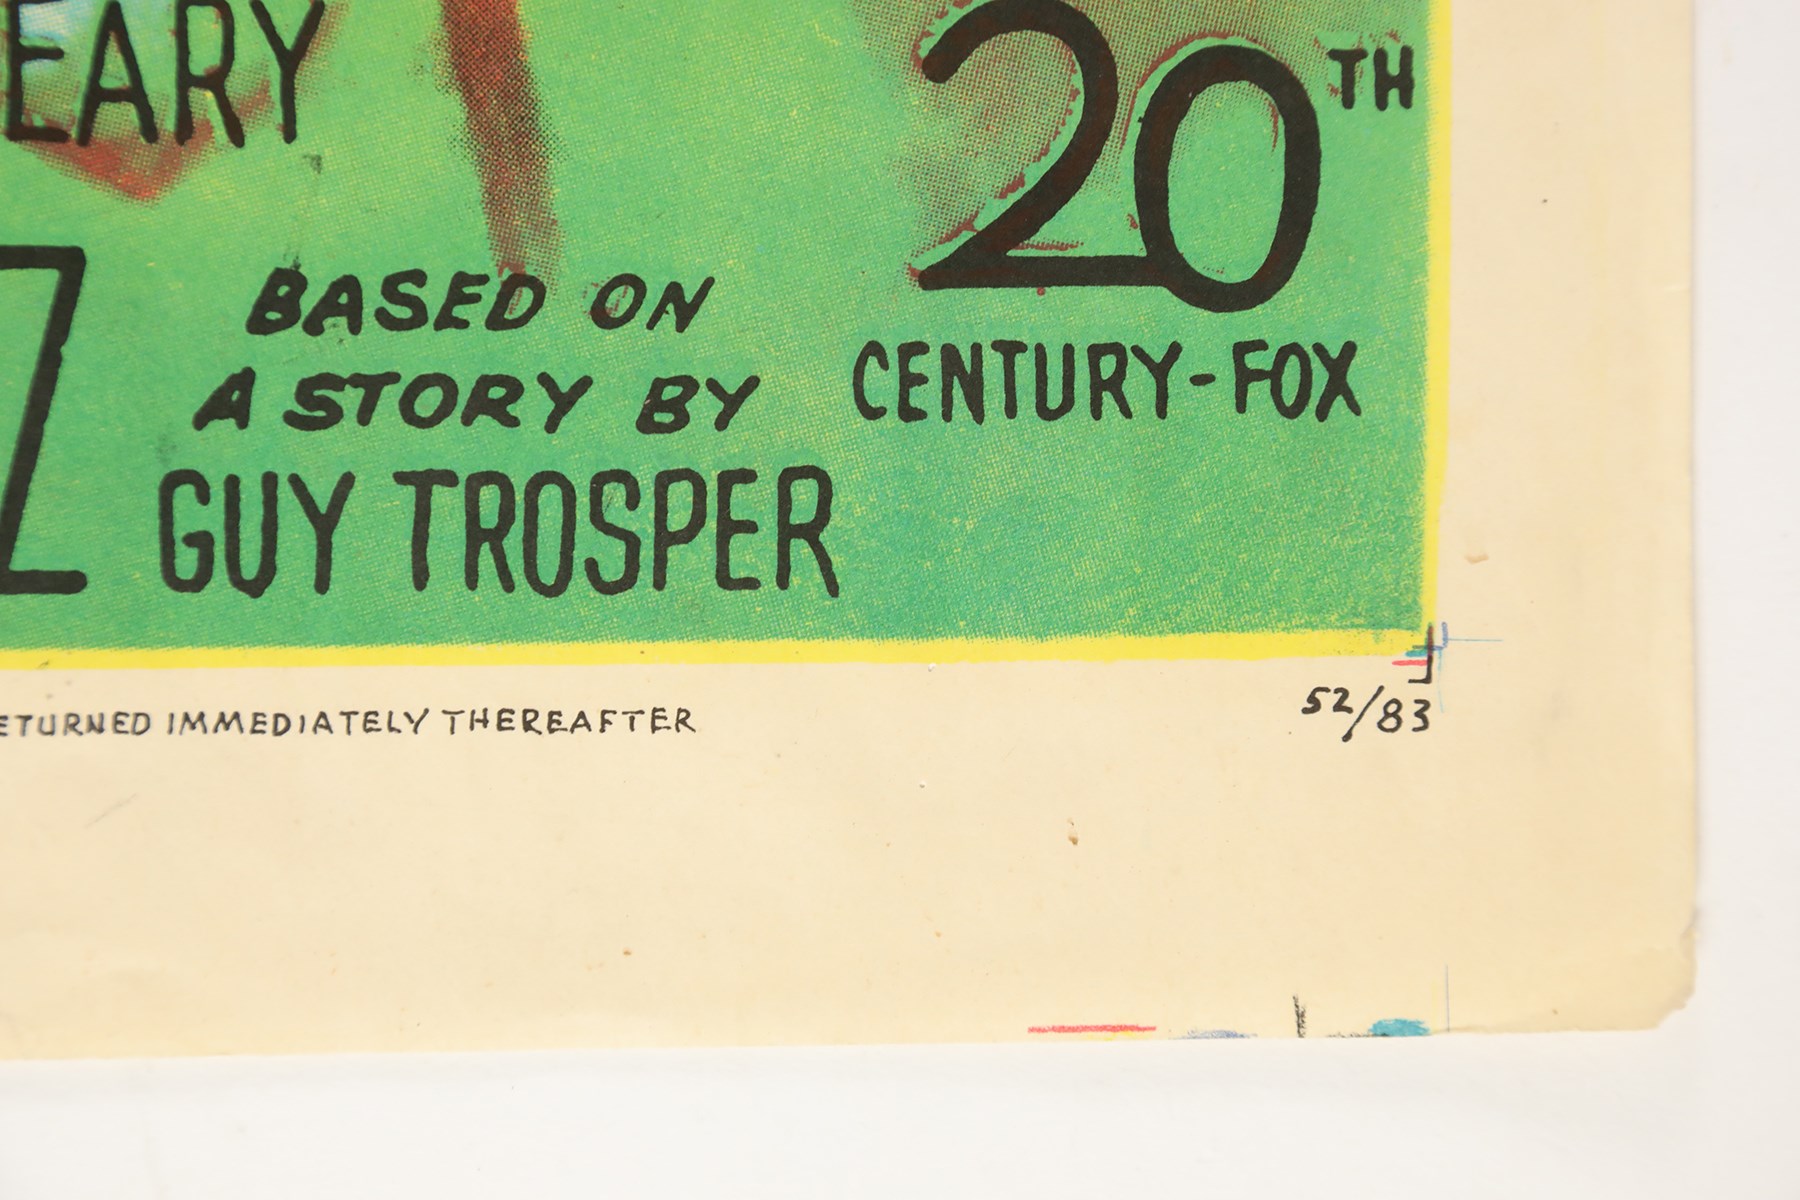 EARY
20TH
CENTURY-FOX
Z
BASED ON
A STORY BY
GUY TROSPER
ETURNED IMMEDIATELY THEREAFTER
52/83